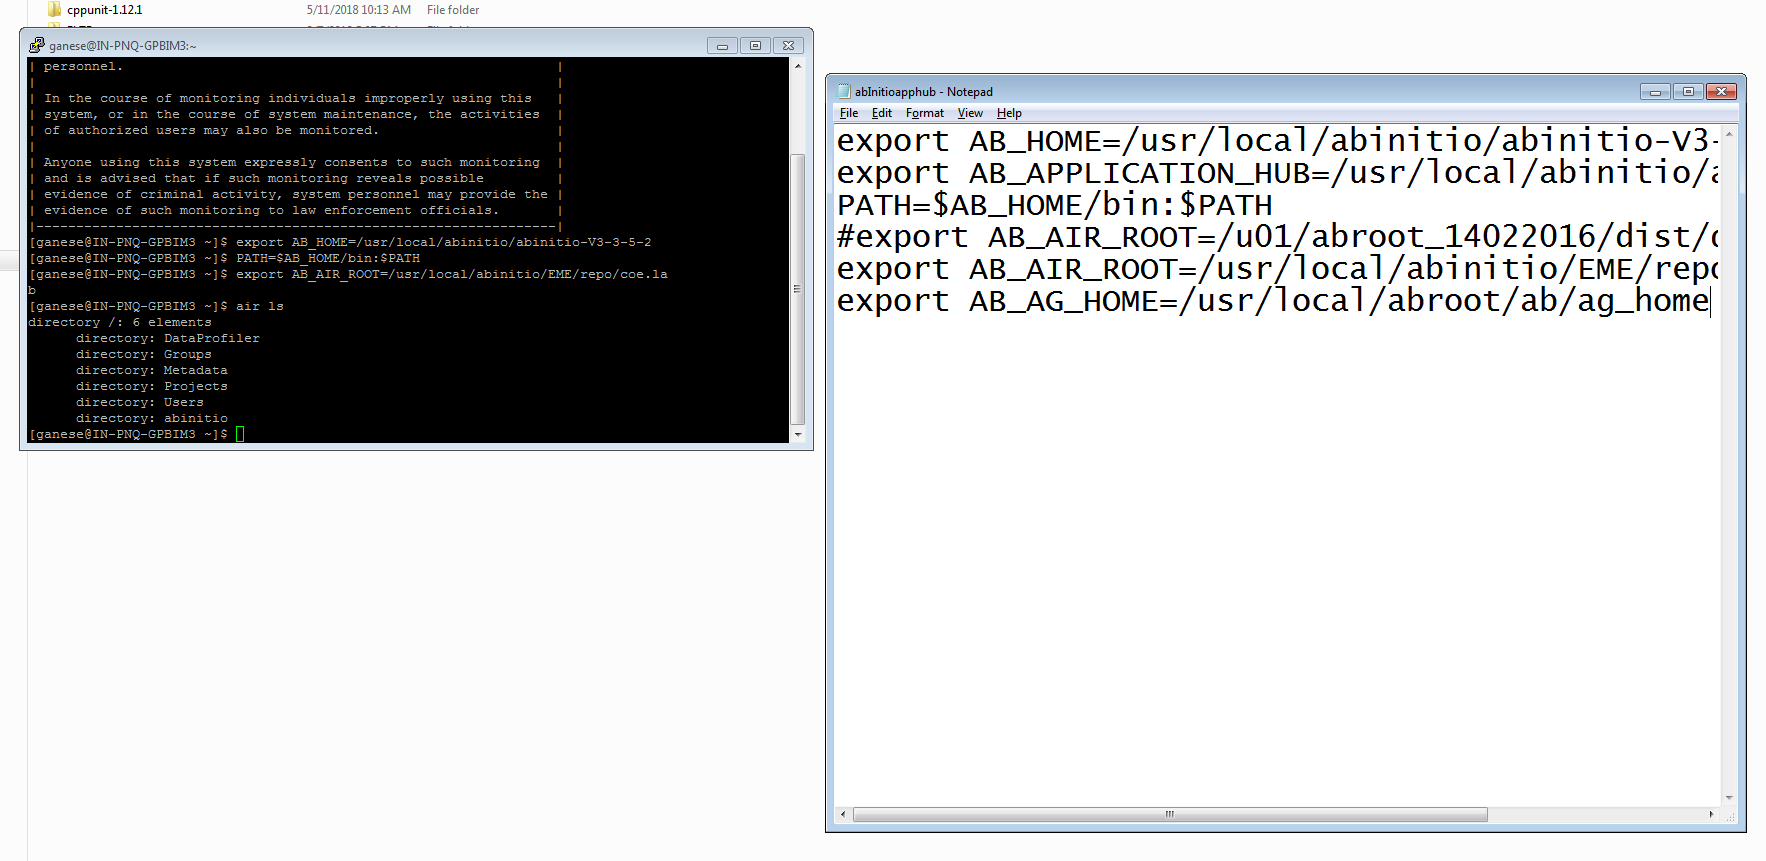 cppunit-1.12.1 5/11/2018 10:13 AM File folder
ganese@IN-PNQ-GPBIM3:~
| personnel. |
| |
| In the course of monitoring individuals improperly using this |
| system, or in the course of system maintenance, the activities |
| of authorized users may also be monitored. |
| |
| Anyone using this system expressly consents to such monitoring |
| and is advised that if such monitoring reveals possible |
| evidence of criminal activity, system personnel may provide the |
| evidence of such monitoring to law enforcement officials. |
|-----------------------------------------------------------------|
[ganese@IN-PNQ-GPBIM3 ~]$ export AB_HOME=/usr/local/abinitio/abinitio-V3-3-5-2
[ganese@IN-PNQ-GPBIM3 ~]$ PATH=$AB_HOME/bin:$PATH
[ganese@IN-PNQ-GPBIM3 ~]$ export AB_AIR_ROOT=/usr/local/abinitio/EME/repo/coe.la
b
[ganese@IN-PNQ-GPBIM3 ~]$ air ls
directory /: 6 elements
directory: DataProfiler
directory: Groups
directory: Metadata
directory: Projects
directory: Users
directory: abinitio
[ganese@IN-PNQ-GPBIM3 ~]$
abInitioapphub - Notepad
File Edit Format View Help
export AB_HOME=/usr/local/abinitio/abinitio-V3-
export AB_APPLICATION_HUB=/usr/local/abinitio/a
PATH=$AB_HOME/bin:$PATH
#export AB_AIR_ROOT=/u01/abroot_14022016/dist/
export AB_AIR_ROOT=/usr/local/abinitio/EME/repo
export AB_AG_HOME=/usr/local/abroot/ab/ag_home